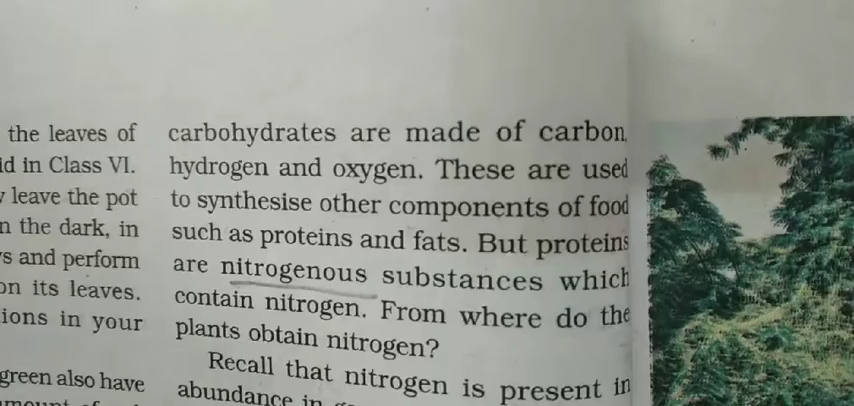 the leaves of
in Class VI.
leave the pot
the dark, in
and perform
on its leaves.
in your
green also have
carbohydrates are made of carbon,
hydrogen and oxygen. These are used
to synthesise other components of food
such as proteins and fats. But proteins
are nitrogenous substances which
contain nitrogen. From where do the
plants obtain nitrogen?
Recall that nitrogen is present in
abundance in